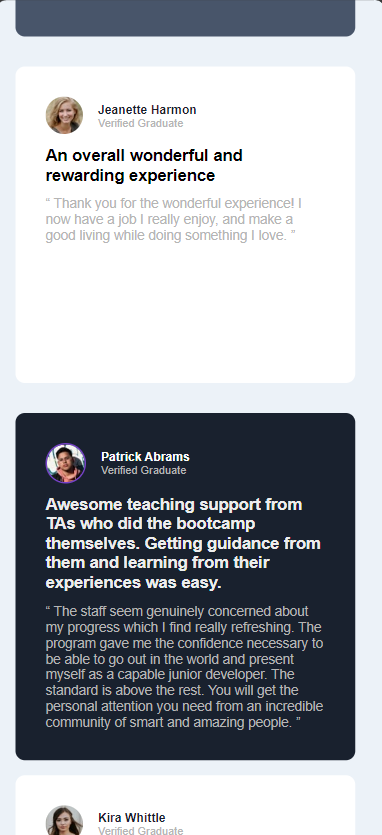 Jeanette Harmon
Verified Graduate
An overall wonderful and
rewarding experience
“ Thank you for the wonderful experience! I
now have a job I really enjoy, and make a
good living while doing something I love. ”
Patrick Abrams
Verified Graduate
Awesome teaching support from
TAs who did the bootcamp
themselves. Getting guidance from
them and learning from their
experiences was easy.
“ The staff seem genuinely concerned about
my progress which I find really refreshing. The
program gave me the confidence necessary to
be able to go out in the world and present
myself as a capable junior developer. The
standard is above the rest. You will get the
personal attention you need from an incredible
community of smart and amazing people. ”
Kira Whittle
Verified Graduate